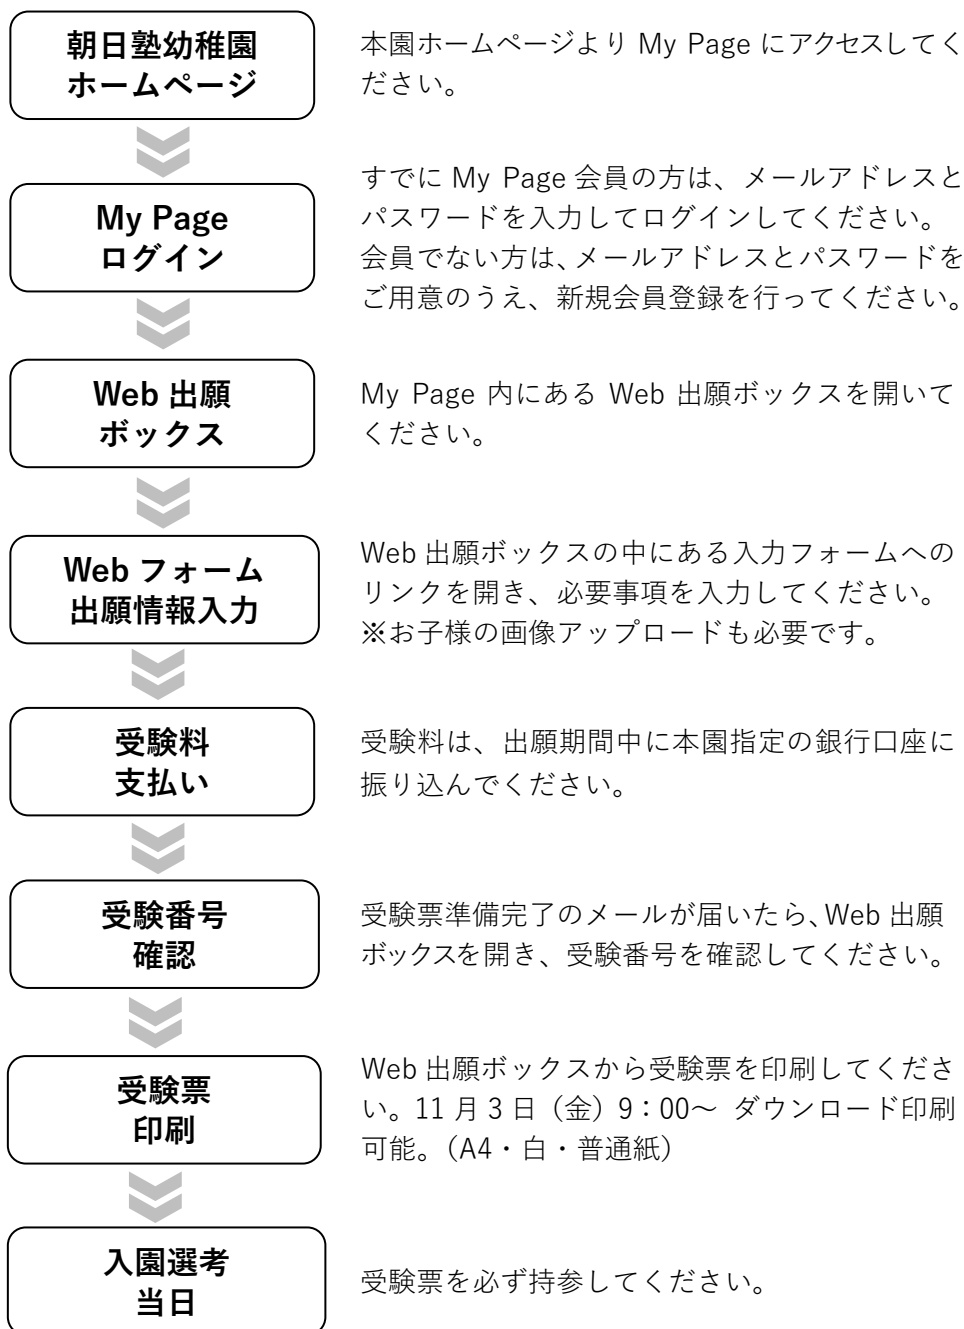 朝日塾幼稚園
ホームページ
本園ホームページより My Page にアクセスしてく
ださい。
My Page
ログイン
すでに My Page 会員の方は、メールアドレスと
パスワードを入力してログインしてください。
会員でない方は、メールアドレスとパスワードを
ご用意のうえ、新規会員登録を行ってください。
Web 出願
ボックス
My Page 内にある Web 出願ボックスを開いて
ください。
Web フォーム
出願情報入力
Web 出願ボックスの中にある入力フォームへの
リンクを開き、必要事項を入力してください。
※お子様の画像アップロードも必要です。
受験料
支払い
受験料は、出願期間中に本園指定の銀行口座に
振り込んでください。
受験番号
確認
受験票準備完了のメールが届いたら、Web 出願
ボックスを開き、受験番号を確認してください。
受験票
印刷
Web 出願ボックスから受験票を印刷してくださ
い。11 月 3 日（金）9：00～ ダウンロード印刷
可能。（A4・白・普通紙）
入園選考
当日
受験票を必ず持参してください。